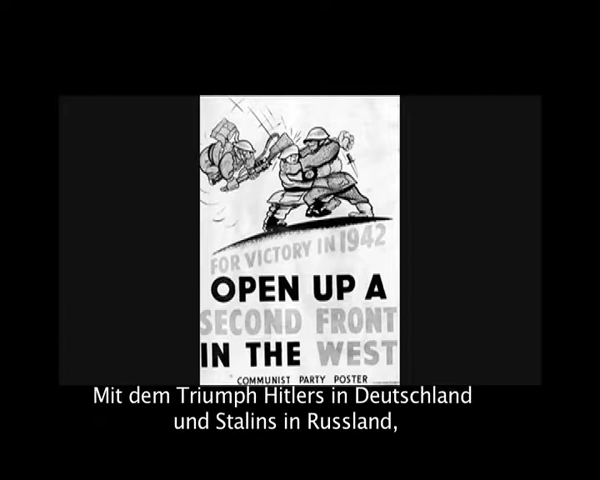 FOR VICTORY IN 1942
OPEN UP A
SECOND FRONT
IN THE WEST
COMMUNIST PARTY POSTER
Mit dem Triumph Hitlers in Deutschland
und Stalins in Russland,